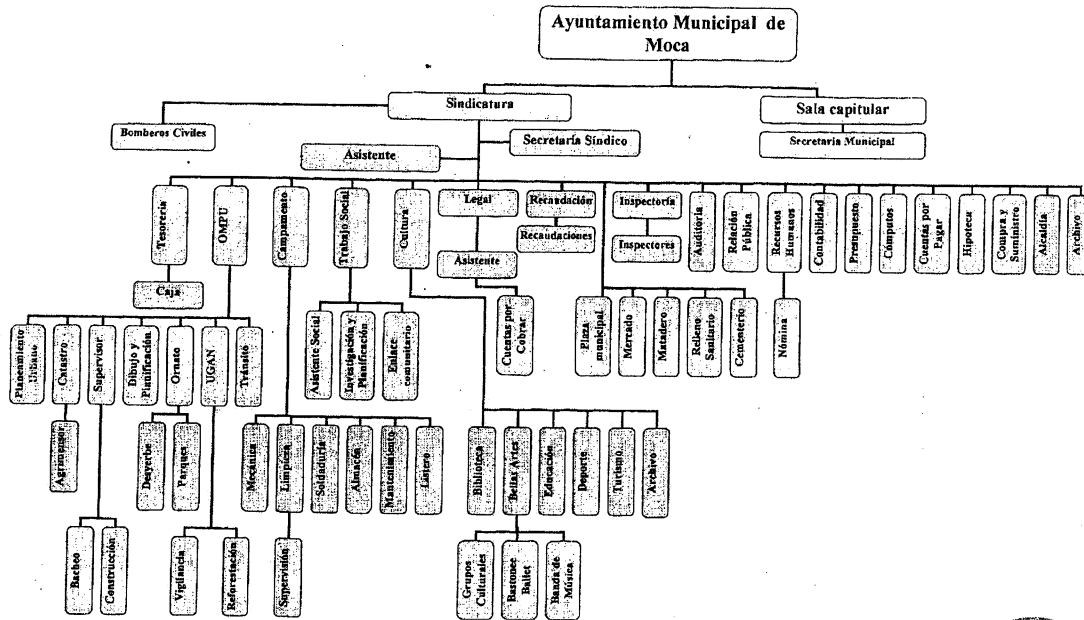 Ayuntamiento Municipal de
Moca
Sindicatura
Sala capitular
Bomberos Civiles
Secretaría Síndico
Secretaria Municipal
Asistente
Tesorería
OMPU
Campamento
Trabajo Social
Cultura
Legal
Recaudación
Inspectoría
Auditoría
Relación
Pública
Recursos
Humanos
Contabilidad
Presupuesto
Cómputos
Cuentas por
Pagar
Hipoteca
Compra y
Suministro
Alcaldía
Archivo
Recaudaciones
Inspectores
Asistente
Caja
Cuentas por
Cobrar
Plaza
municipal
Mercado
Matadero
Relleno
Sanitario
Cementerio
Nómina
Planeamiento
Urbano
Catastro
Supervisor
Dibujo y
Planificación
Ornato
UGAN
Tránsito
Asistente Social
Investigación y
Planificación
Enlace
comunitario
Agrimensor
Desyerbe
Parques
Mecánica
Limpieza
Soldaduría
Almacén
Mantenimiento
Listero
Biblioteca
Bellas Artes
Educación
Deporte
Turismo
Archivo
Bacheo
Construcción
Vigilancia
Reforestación
Supervisión
Grupos
Culturales
Bastonee
Ballet
Banda de
Música